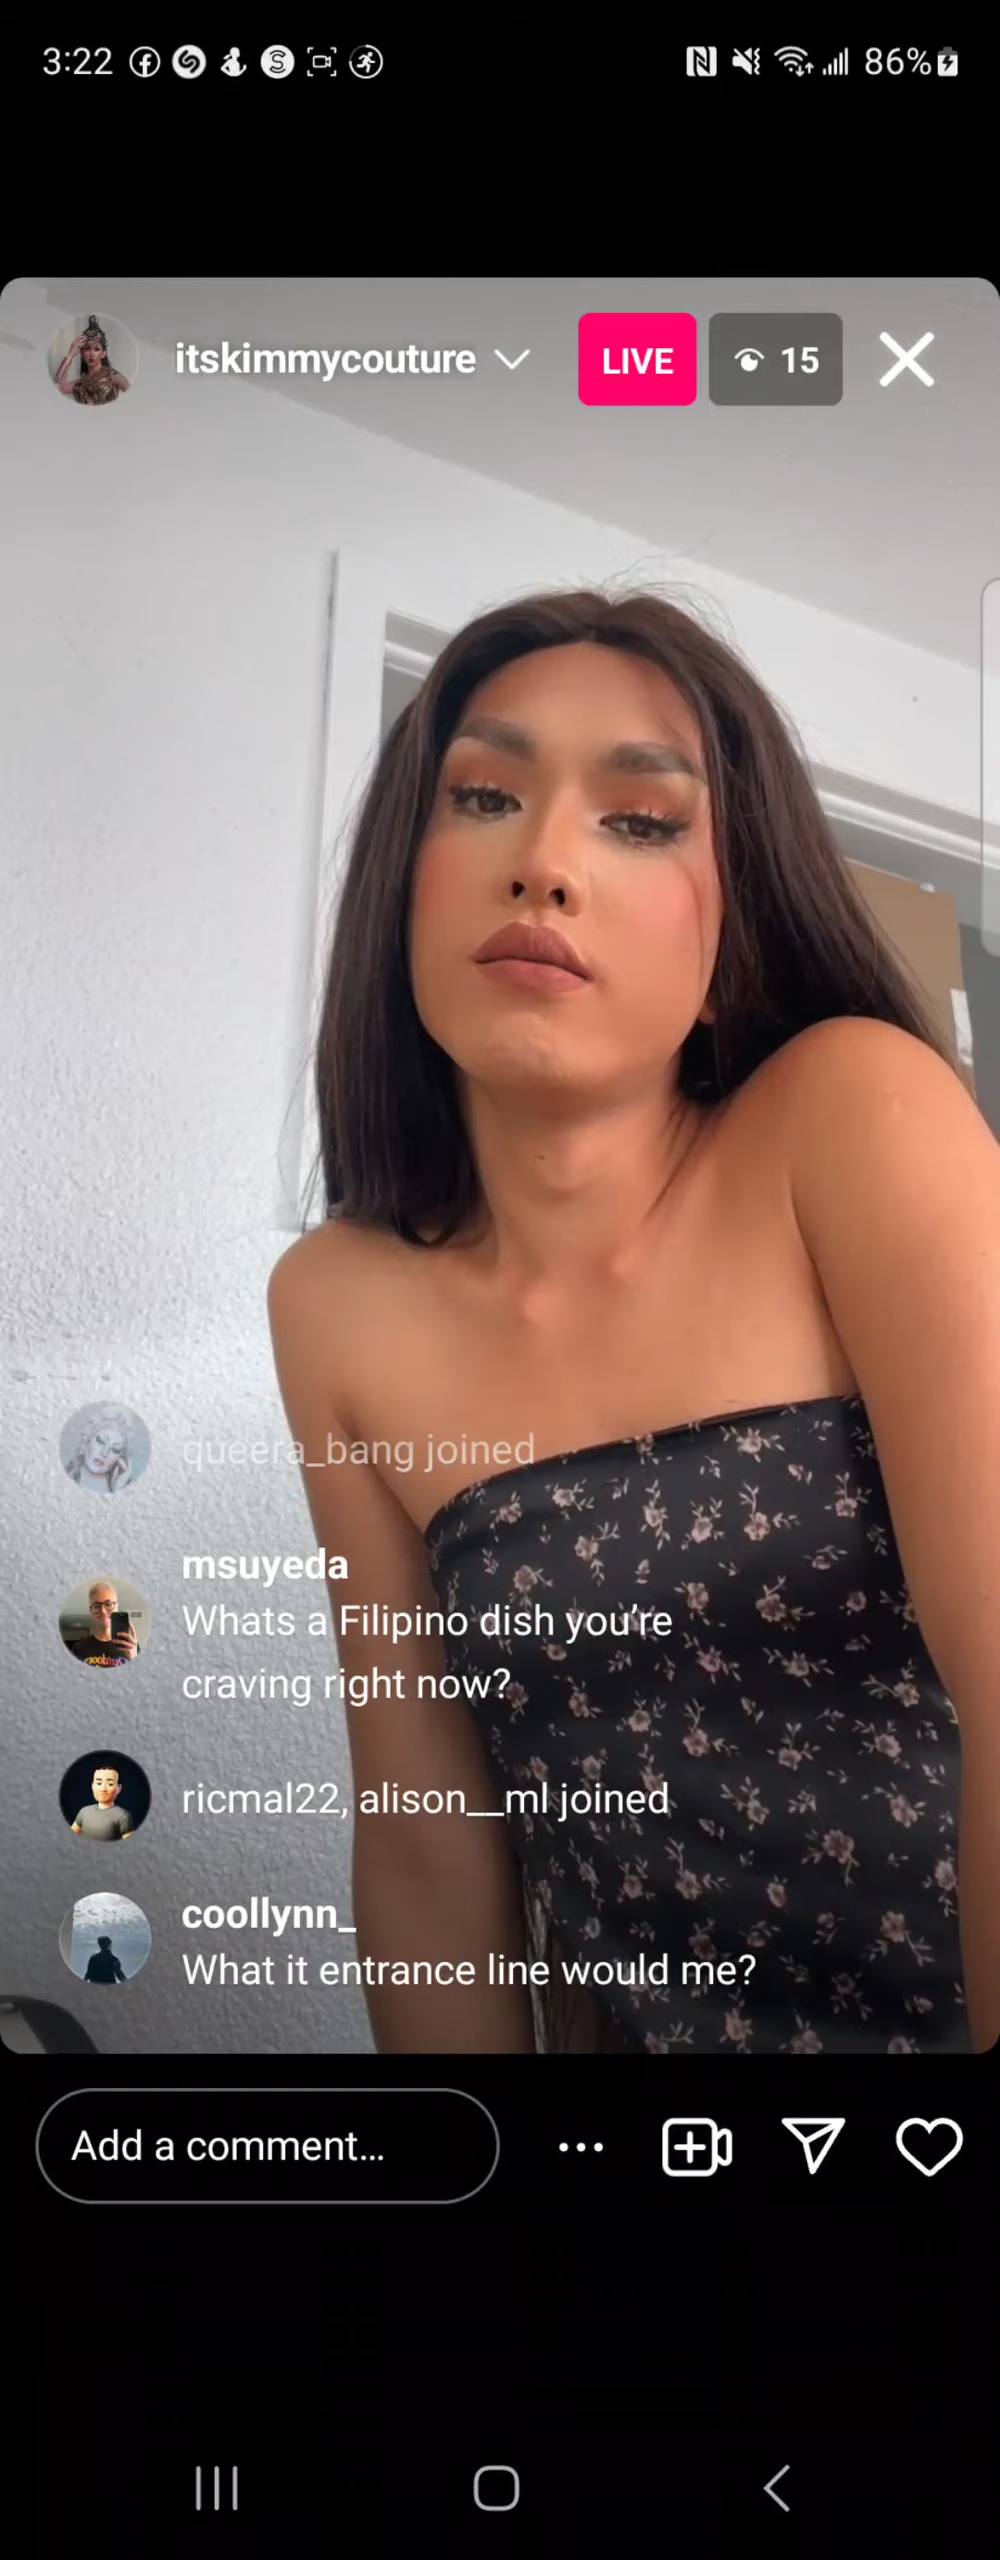 3:22
86%
itskimmycouture
LIVE
15
queera_bang joined
msuyeda
Whats a Filipino dish you’re
craving right now?
ricmal22, alison__ml joined
coollynn_
What it entrance line would me?
Add a comment...